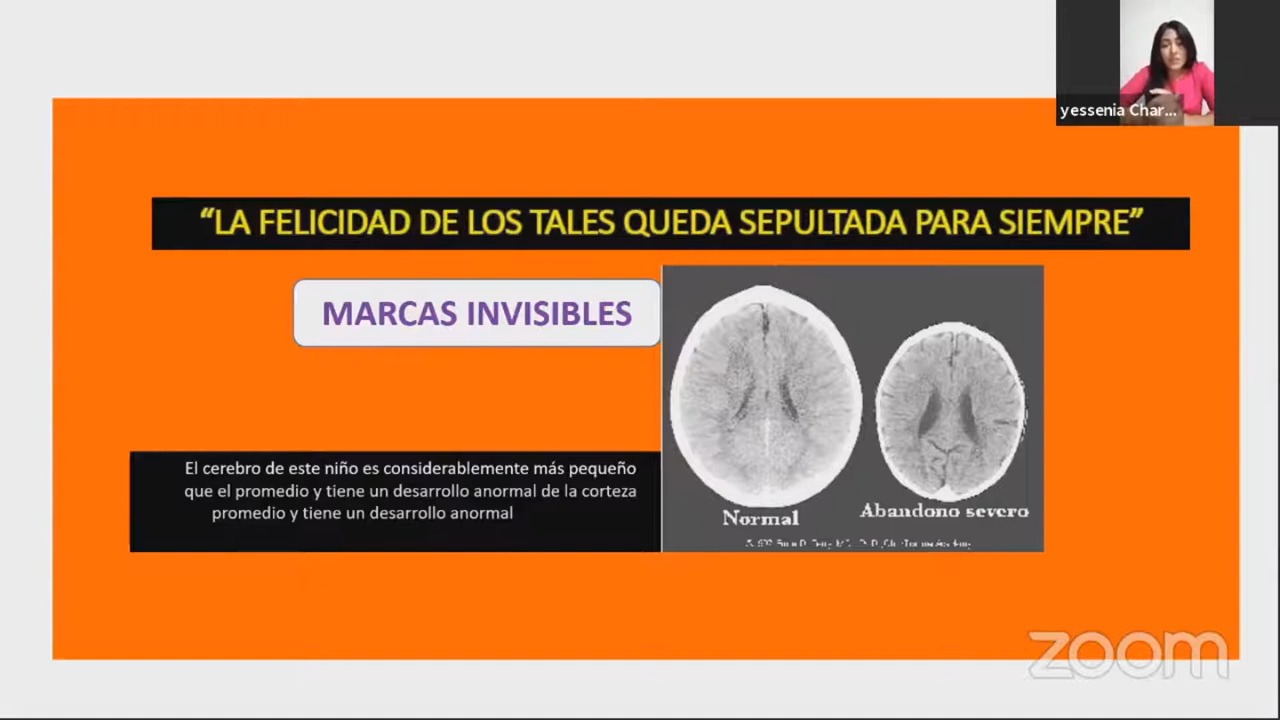 yessenia Char...
“LA FELICIDAD DE LOS TALES QUEDA SEPULTADA PARA SIEMPRE”
MARCAS INVISIBLES
El cerebro de este niño es considerablemente más pequeño
que el promedio y tiene un desarrollo anormal de la corteza
promedio y tiene un desarrollo anormal
Normal
Abandono severo
zoom